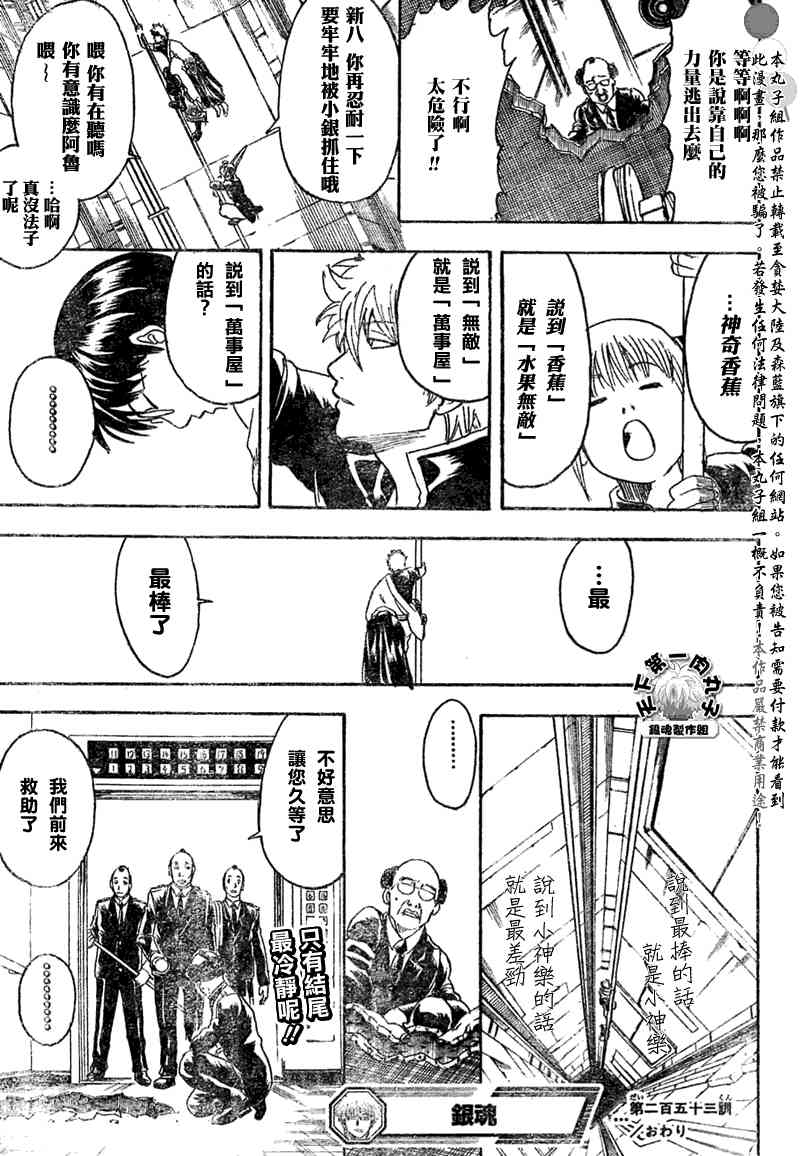 等等啊啊啊
你是說靠自己的
力量逃出去麼
不行啊
太危險了!!
新八 你再忍耐一下
要牢牢地被小銀抓住哦
喂 你有在聽嗎
你有意識麼阿魯
喂~
…哈啊
真沒法子
了呢
…神奇香蕉
說到「香蕉」
就是「水果無敵」
說到「無敵」
就是「萬事屋」
說到「萬事屋」
的話?
………
…最
最棒了
說到最棒的話
就是小神樂
說到小神樂的話
就是最差勁
………
不好意思
讓您久等了
我們前來
救助了
只有結尾
最冷靜呢!!
………
天下第一肉丸子
銀魂製作組
銀魂
第二百五十三訓
……おわり
本丸子組作品禁止轉載至貪婪大陸及森藍旗下的任何網站。如果您被告知需要付款才能看到
此漫畫,那麼您被騙了。若發生任何法律問題,本丸子組一概不負責!本作品嚴禁商業用途!